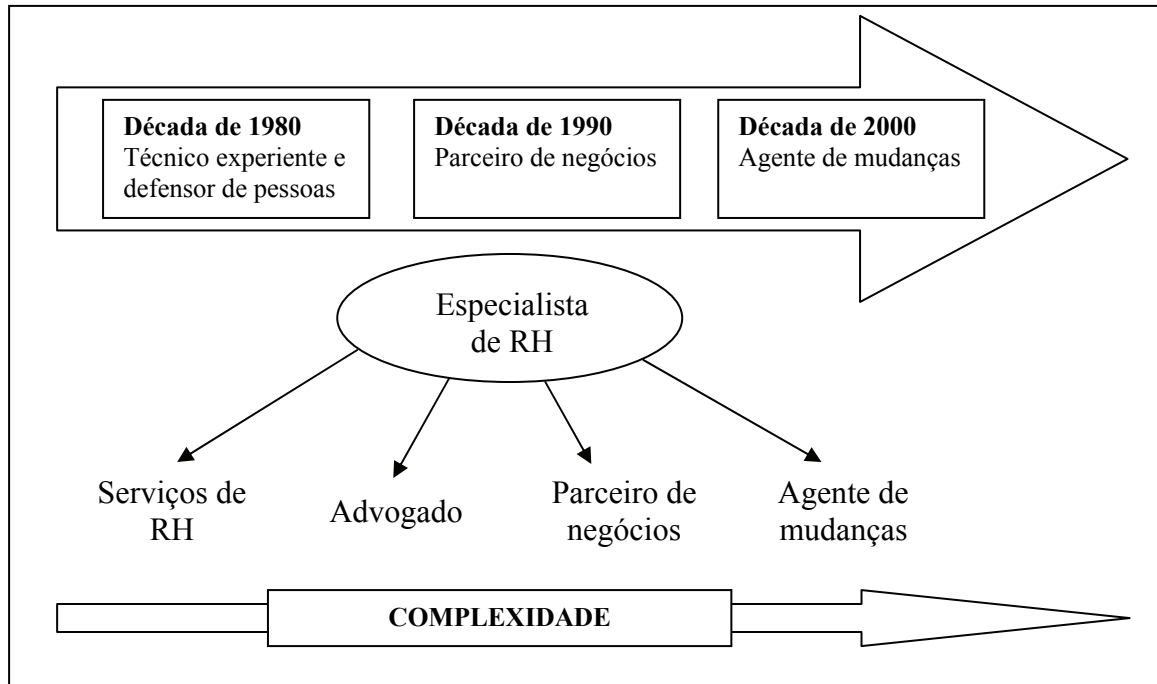 Década de 1980
Técnico experiente e
defensor de pessoas
Década de 1990
Parceiro de negócios
Década de 2000
Agente de mudanças
Especialista
de RH
Serviços de
RH
Advogado
Parceiro de
negócios
Agente de
mudanças
COMPLEXIDADE